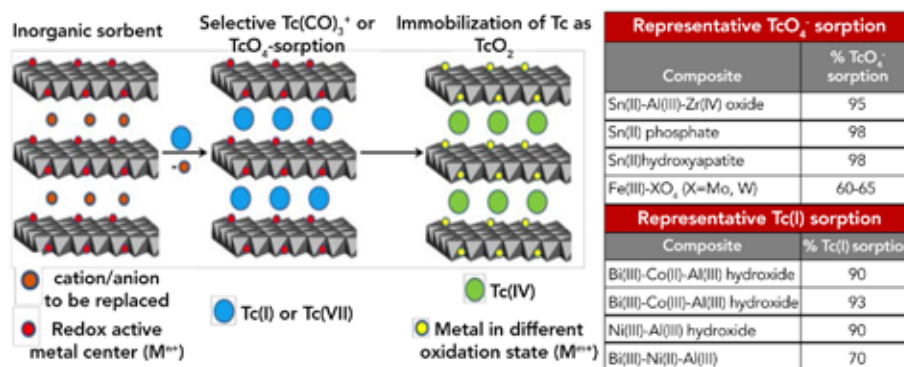 Inorganic sorbent
Selective Tc(CO)₃⁺ or
TcO₄-sorption
Immobilization of Tc as
TcO₂
-
cation/anion
to be replaced
Redox active
metal center (Mⁿ⁺)
Tc(I) or Tc(VII)
Tc(IV)
Metal in different
oxidation state (Mᵐ⁺)
Representative TcO₄⁻ sorption
Composite
% TcO₄⁻
sorption
Sn(II)-Al(III)-Zr(IV) oxide 95
Sn(II) phosphate 98
Sn(II)hydroxyapatite 98
Fe(III)-XO₄ (X=Mo, W) 60-65
Representative Tc(I) sorption
Composite % Tc(I) sorption
Bi(III)-Co(II)-Al(III) hydroxide 90
Bi(III)-Co(III)-Al(III) hydroxide 93
Ni(III)-Al(III) hydroxide 90
Bi(III)-Ni(II)-Al(III) 70